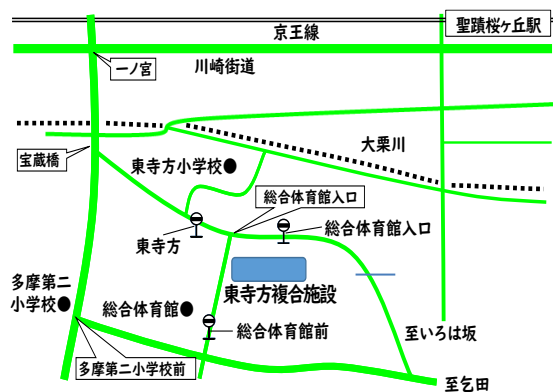 聖蹟桜ヶ丘駅
京王線
一ノ宮
川崎街道
大栗川
宝蔵橋
東寺方小学校
総合体育館入口
総合体育館入口
東寺方
多摩第二
小学校
東寺方複合施設
総合体育館
総合体育館前
至いろは坂
多摩第二小学校前
至乞田